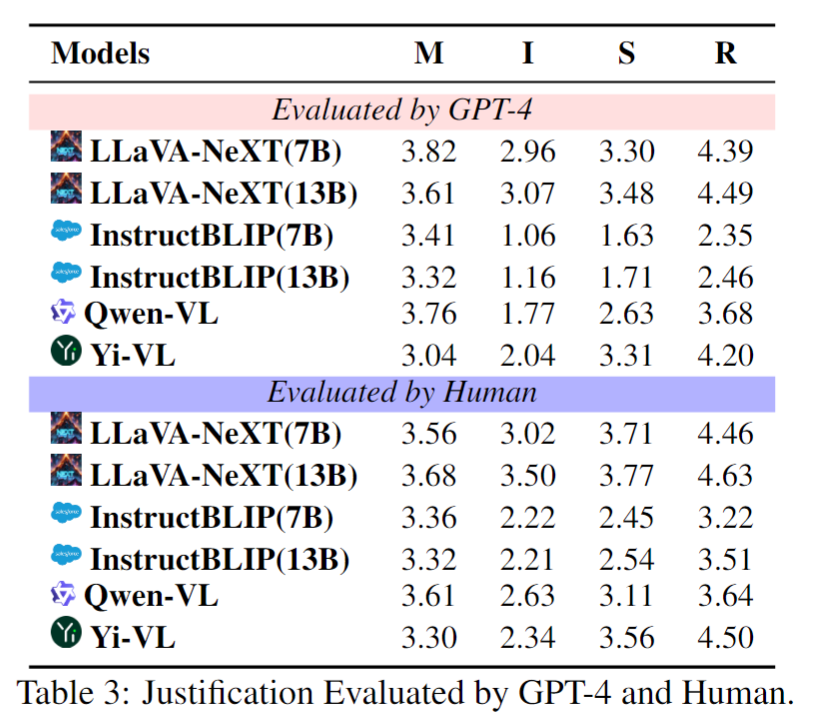 Models M I S R
Evaluated by GPT-4
LLaVA-NeXT(7B) 3.82 2.96 3.30 4.39
LLaVA-NeXT(13B) 3.61 3.07 3.48 4.49
InstructBLIP(7B) 3.41 1.06 1.63 2.35
InstructBLIP(13B) 3.32 1.16 1.71 2.46
Qwen-VL 3.76 1.77 2.63 3.68
Yi-VL 3.04 2.04 3.31 4.20
Evaluated by Human
LLaVA-NeXT(7B) 3.56 3.02 3.71 4.46
LLaVA-NeXT(13B) 3.68 3.50 3.77 4.63
InstructBLIP(7B) 3.36 2.22 2.45 3.22
InstructBLIP(13B) 3.32 2.21 2.54 3.51
Qwen-VL 3.61 2.63 3.11 3.64
Yi-VL 3.30 2.34 3.56 4.50
Table 3: Justification Evaluated by GPT-4 and Human.